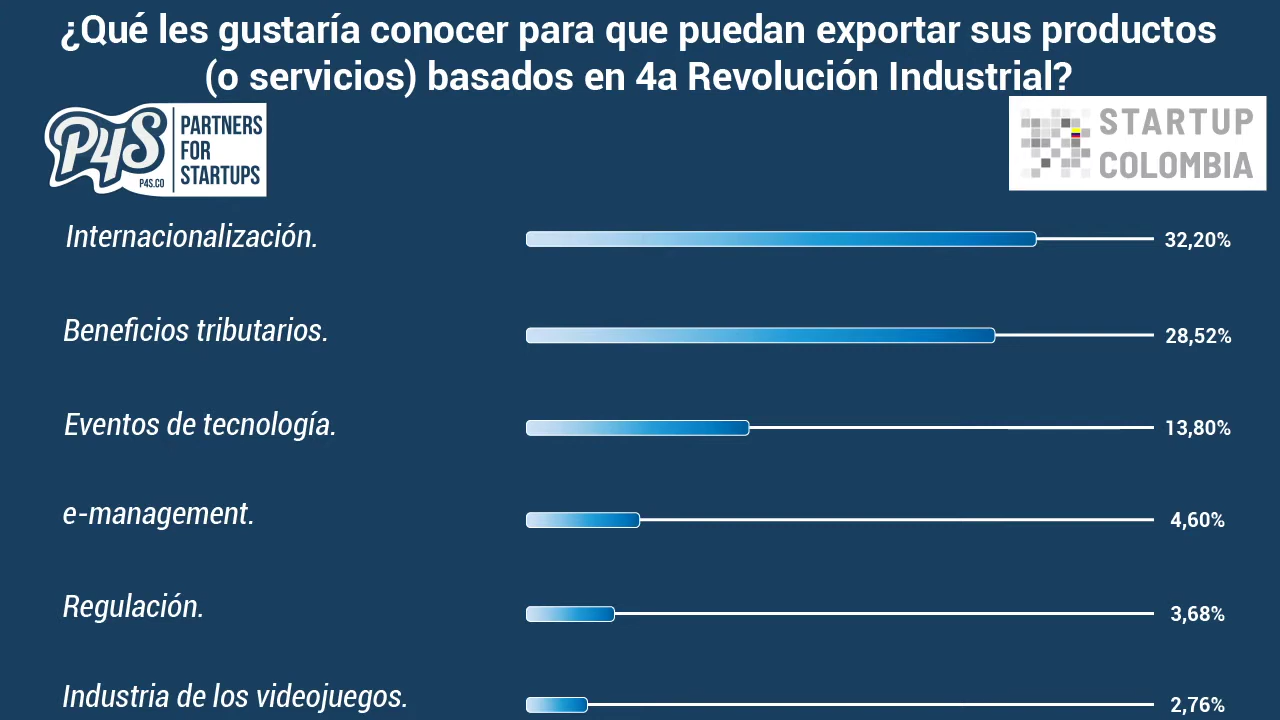 ¿Qué les gustaría conocer para que puedan exportar sus productos
(o servicios) basados en 4a Revolución Industrial?
P4S
P4S.CO
PARTNERS
FOR
STARTUPS
STARTUP
COLOMBIA
Internacionalización.
32,20%
Beneficios tributarios.
28,52%
Eventos de tecnología.
13,80%
e-management.
4,60%
Regulación.
3,68%
Industria de los videojuegos.
2,76%